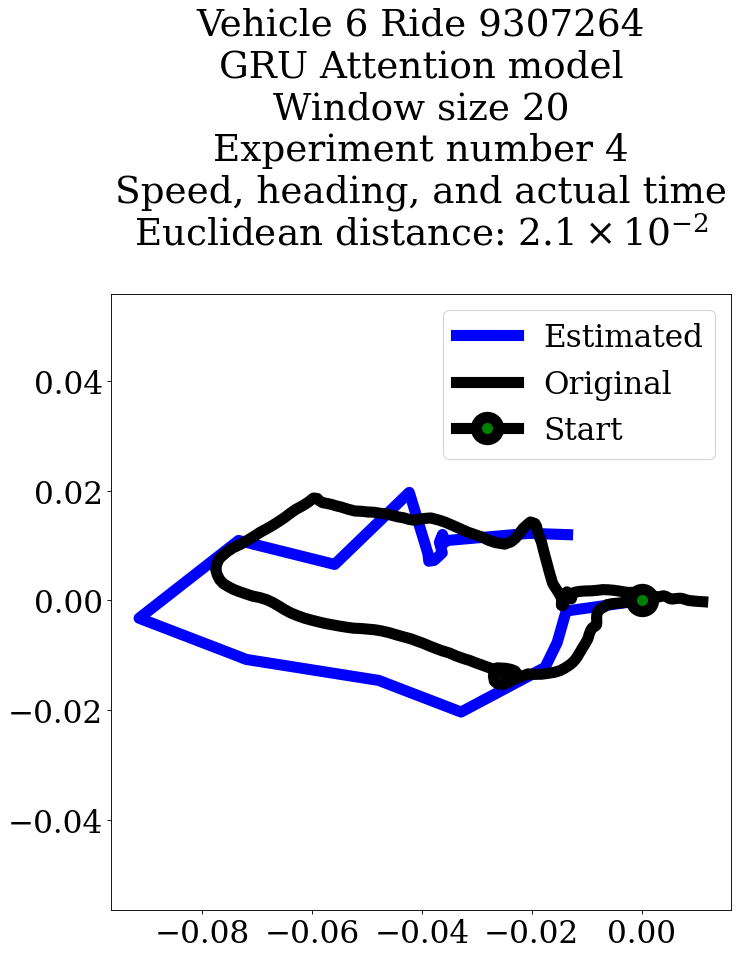 Vehicle 6 Ride 9307264
GRU Attention model
Window size 20
Experiment number 4
Speed, heading, and actual time
Euclidean distance: 2.1 × 10⁻²
Estimated
Original
Start
0.04
0.02
0.00
−0.02
−0.04
−0.08 −0.06 −0.04 −0.02 0.00